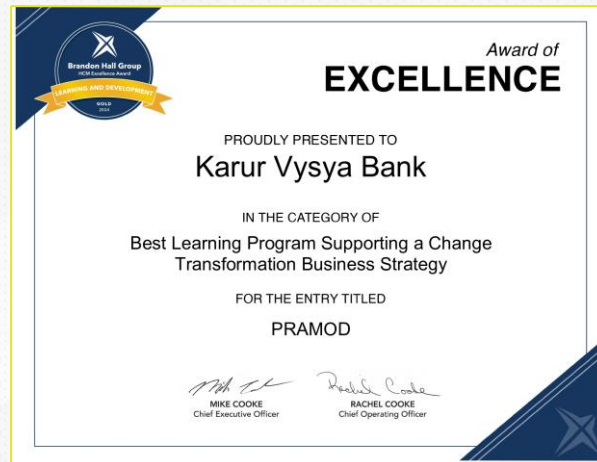 Brandon Hall Group
HCM Excellence Award
LEARNING AND DEVELOPMENT
GOLD
2024
Award of
EXCELLENCE
PROUDLY PRESENTED TO
Karur Vysya Bank
IN THE CATEGORY OF
Best Learning Program Supporting a Change
Transformation Business Strategy
FOR THE ENTRY TITLED
PRAMOD
MIKE COOKE
Chief Executive Officer
Rachel Cooke
RACHEL COOKE
Chief Operating Officer